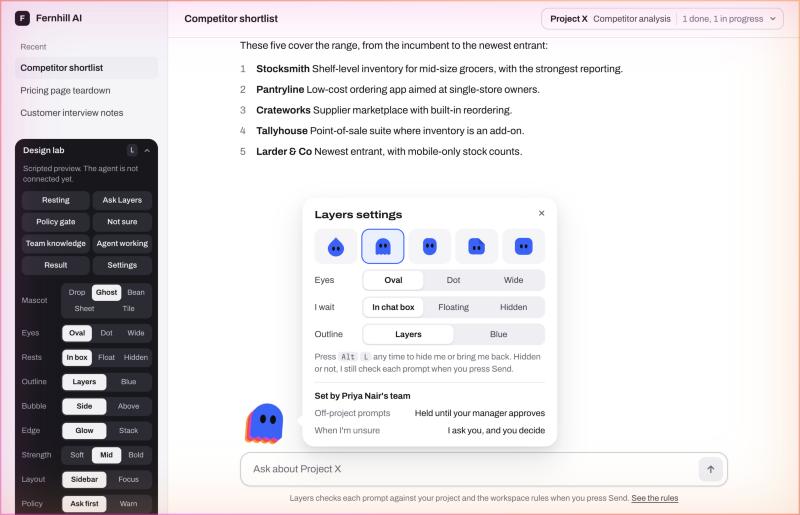 F Fernhill AI
Recent
Competitor shortlist
Pricing page teardown
Customer interview notes
Design lab L
Scripted preview. The agent is not
connected yet.
Resting Ask Layers
Policy gate Not sure
Team knowledge Agent working
Result Settings
Mascot Drop Ghost Bean
Sheet Tile
Eyes Oval Dot Wide
Rests In box Float Hidden
Outline Layers Blue
Bubble Side Above
Edge Glow Stack
Strength Soft Mid Bold
Layout Sidebar Focus
Policy Ask first Warn
Competitor shortlist
Project X Competitor analysis 1 done, 1 in progress
These five cover the range, from the incumbent to the newest entrant:
1 Stocksmith Shelf-level inventory for mid-size grocers, with the strongest reporting.
2 Pantryline Low-cost ordering app aimed at single-store owners.
3 Crateworks Supplier marketplace with built-in reordering.
4 Tallyhouse Point-of-sale suite where inventory is an add-on.
5 Larder & Co Newest entrant, with mobile-only stock counts.
Layers settings ×
Eyes Oval Dot Wide
I wait In chat box Floating Hidden
Outline Layers Blue
Press Alt L any time to hide me or bring me back. Hidden
or not, I still check each prompt when you press Send.
Set by Priya Nair's team
Off-project prompts Held until your manager approves
When I'm unsure I ask you, and you decide
Ask about Project X
Layers checks each prompt against your project and the workspace rules when you press Send. See the rules